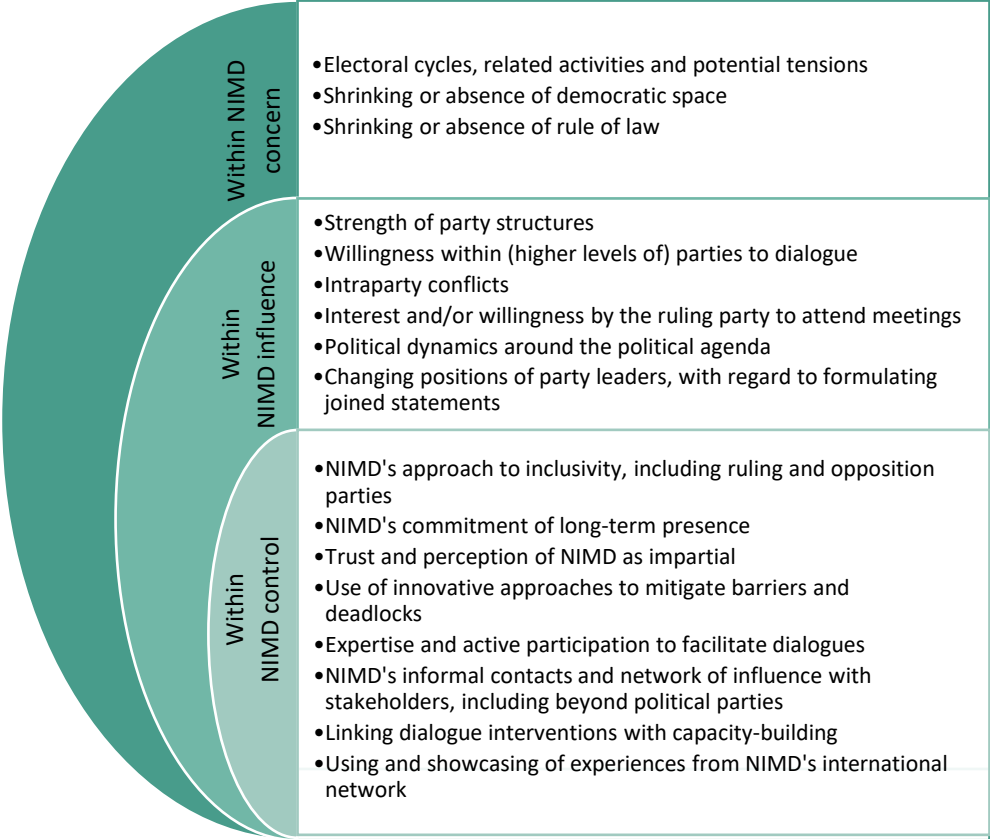 Within NIMD
concern
•Electoral cycles, related activities and potential tensions
•Shrinking or absence of democratic space
•Shrinking or absence of rule of law
Within
NIMD influence
•Strength of party structures
•Willingness within (higher levels of) parties to dialogue
•Intraparty conflicts
•Interest and/or willingness by the ruling party to attend meetings
•Political dynamics around the political agenda
•Changing positions of party leaders, with regard to formulating
joined statements
Within
NIMD control
•NIMD's approach to inclusivity, including ruling and opposition
parties
•NIMD's commitment of long-term presence
•Trust and perception of NIMD as impartial
•Use of innovative approaches to mitigate barriers and
deadlocks
•Expertise and active participation to facilitate dialogues
•NIMD's informal contacts and network of influence with
stakeholders, including beyond political parties
•Linking dialogue interventions with capacity-building
•Using and showcasing of experiences from NIMD's international
network